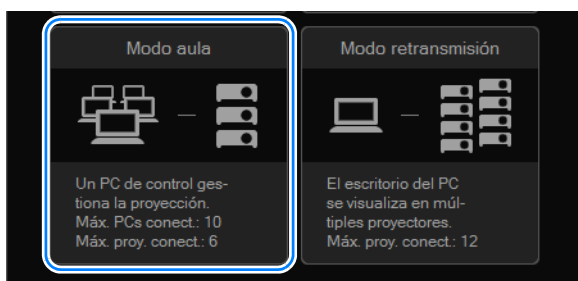 Modo aula
Un PC de control ges-
tiona la proyección.
Máx. PCs conect.: 10
Máx. proy. conect.: 6
Modo retransmisión
El escritorio del PC
se visualiza en múl-
tiples proyectores.
Máx. proy. conect.: 12